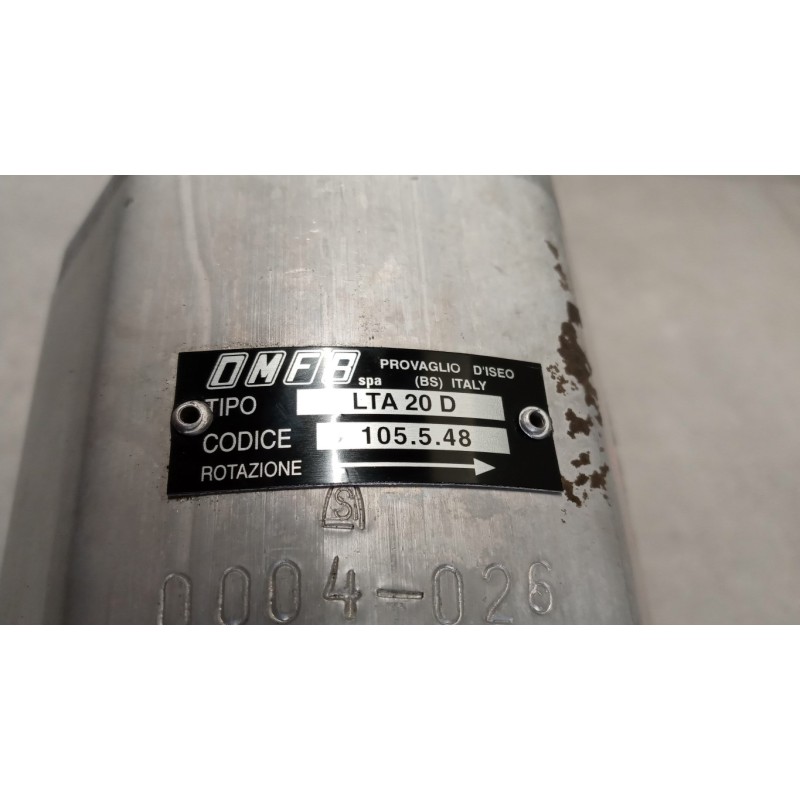 OMFB spa PROVAGLIO D'ISEO
(BS) ITALY
TIPO LTA 20 D
CODICE 105.5.48
ROTAZIONE
S
0004-026